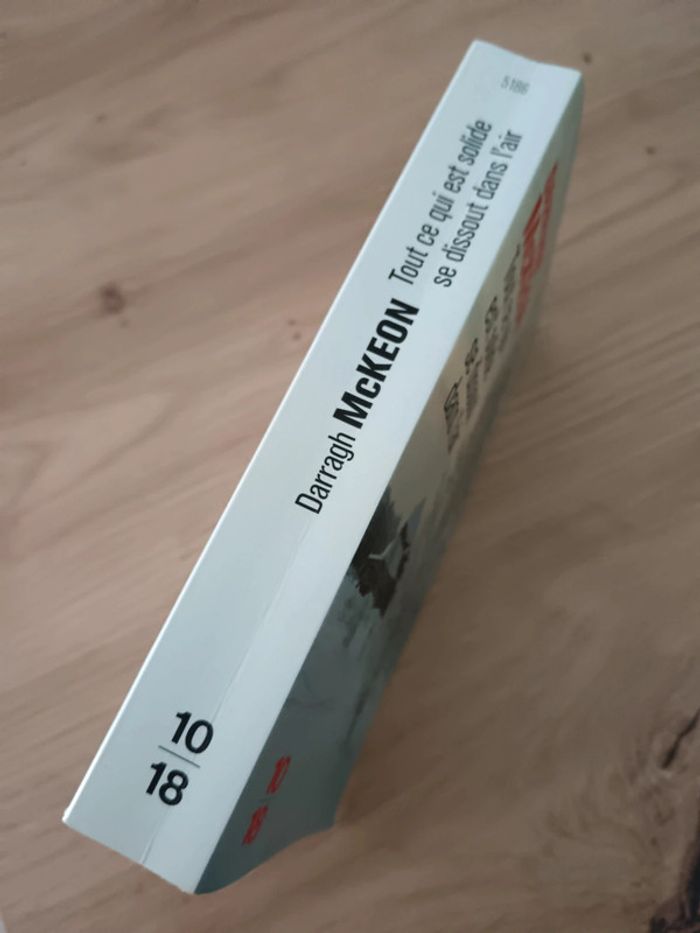 5186
Darragh McKEON Tout ce qui est solide
se dissout dans l'air
10
18